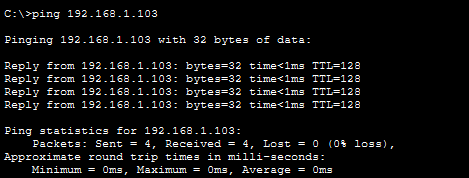 C:\>ping 192.168.1.103
Pinging 192.168.1.103 with 32 bytes of data:
Reply from 192.168.1.103: bytes=32 time<1ms TTL=128
Reply from 192.168.1.103: bytes=32 time<1ms TTL=128
Reply from 192.168.1.103: bytes=32 time<1ms TTL=128
Reply from 192.168.1.103: bytes=32 time<1ms TTL=128
Ping statistics for 192.168.1.103:
Packets: Sent = 4, Received = 4, Lost = 0 (0% loss),
Approximate round trip times in milli-seconds:
Minimum = 0ms, Maximum = 0ms, Average = 0ms